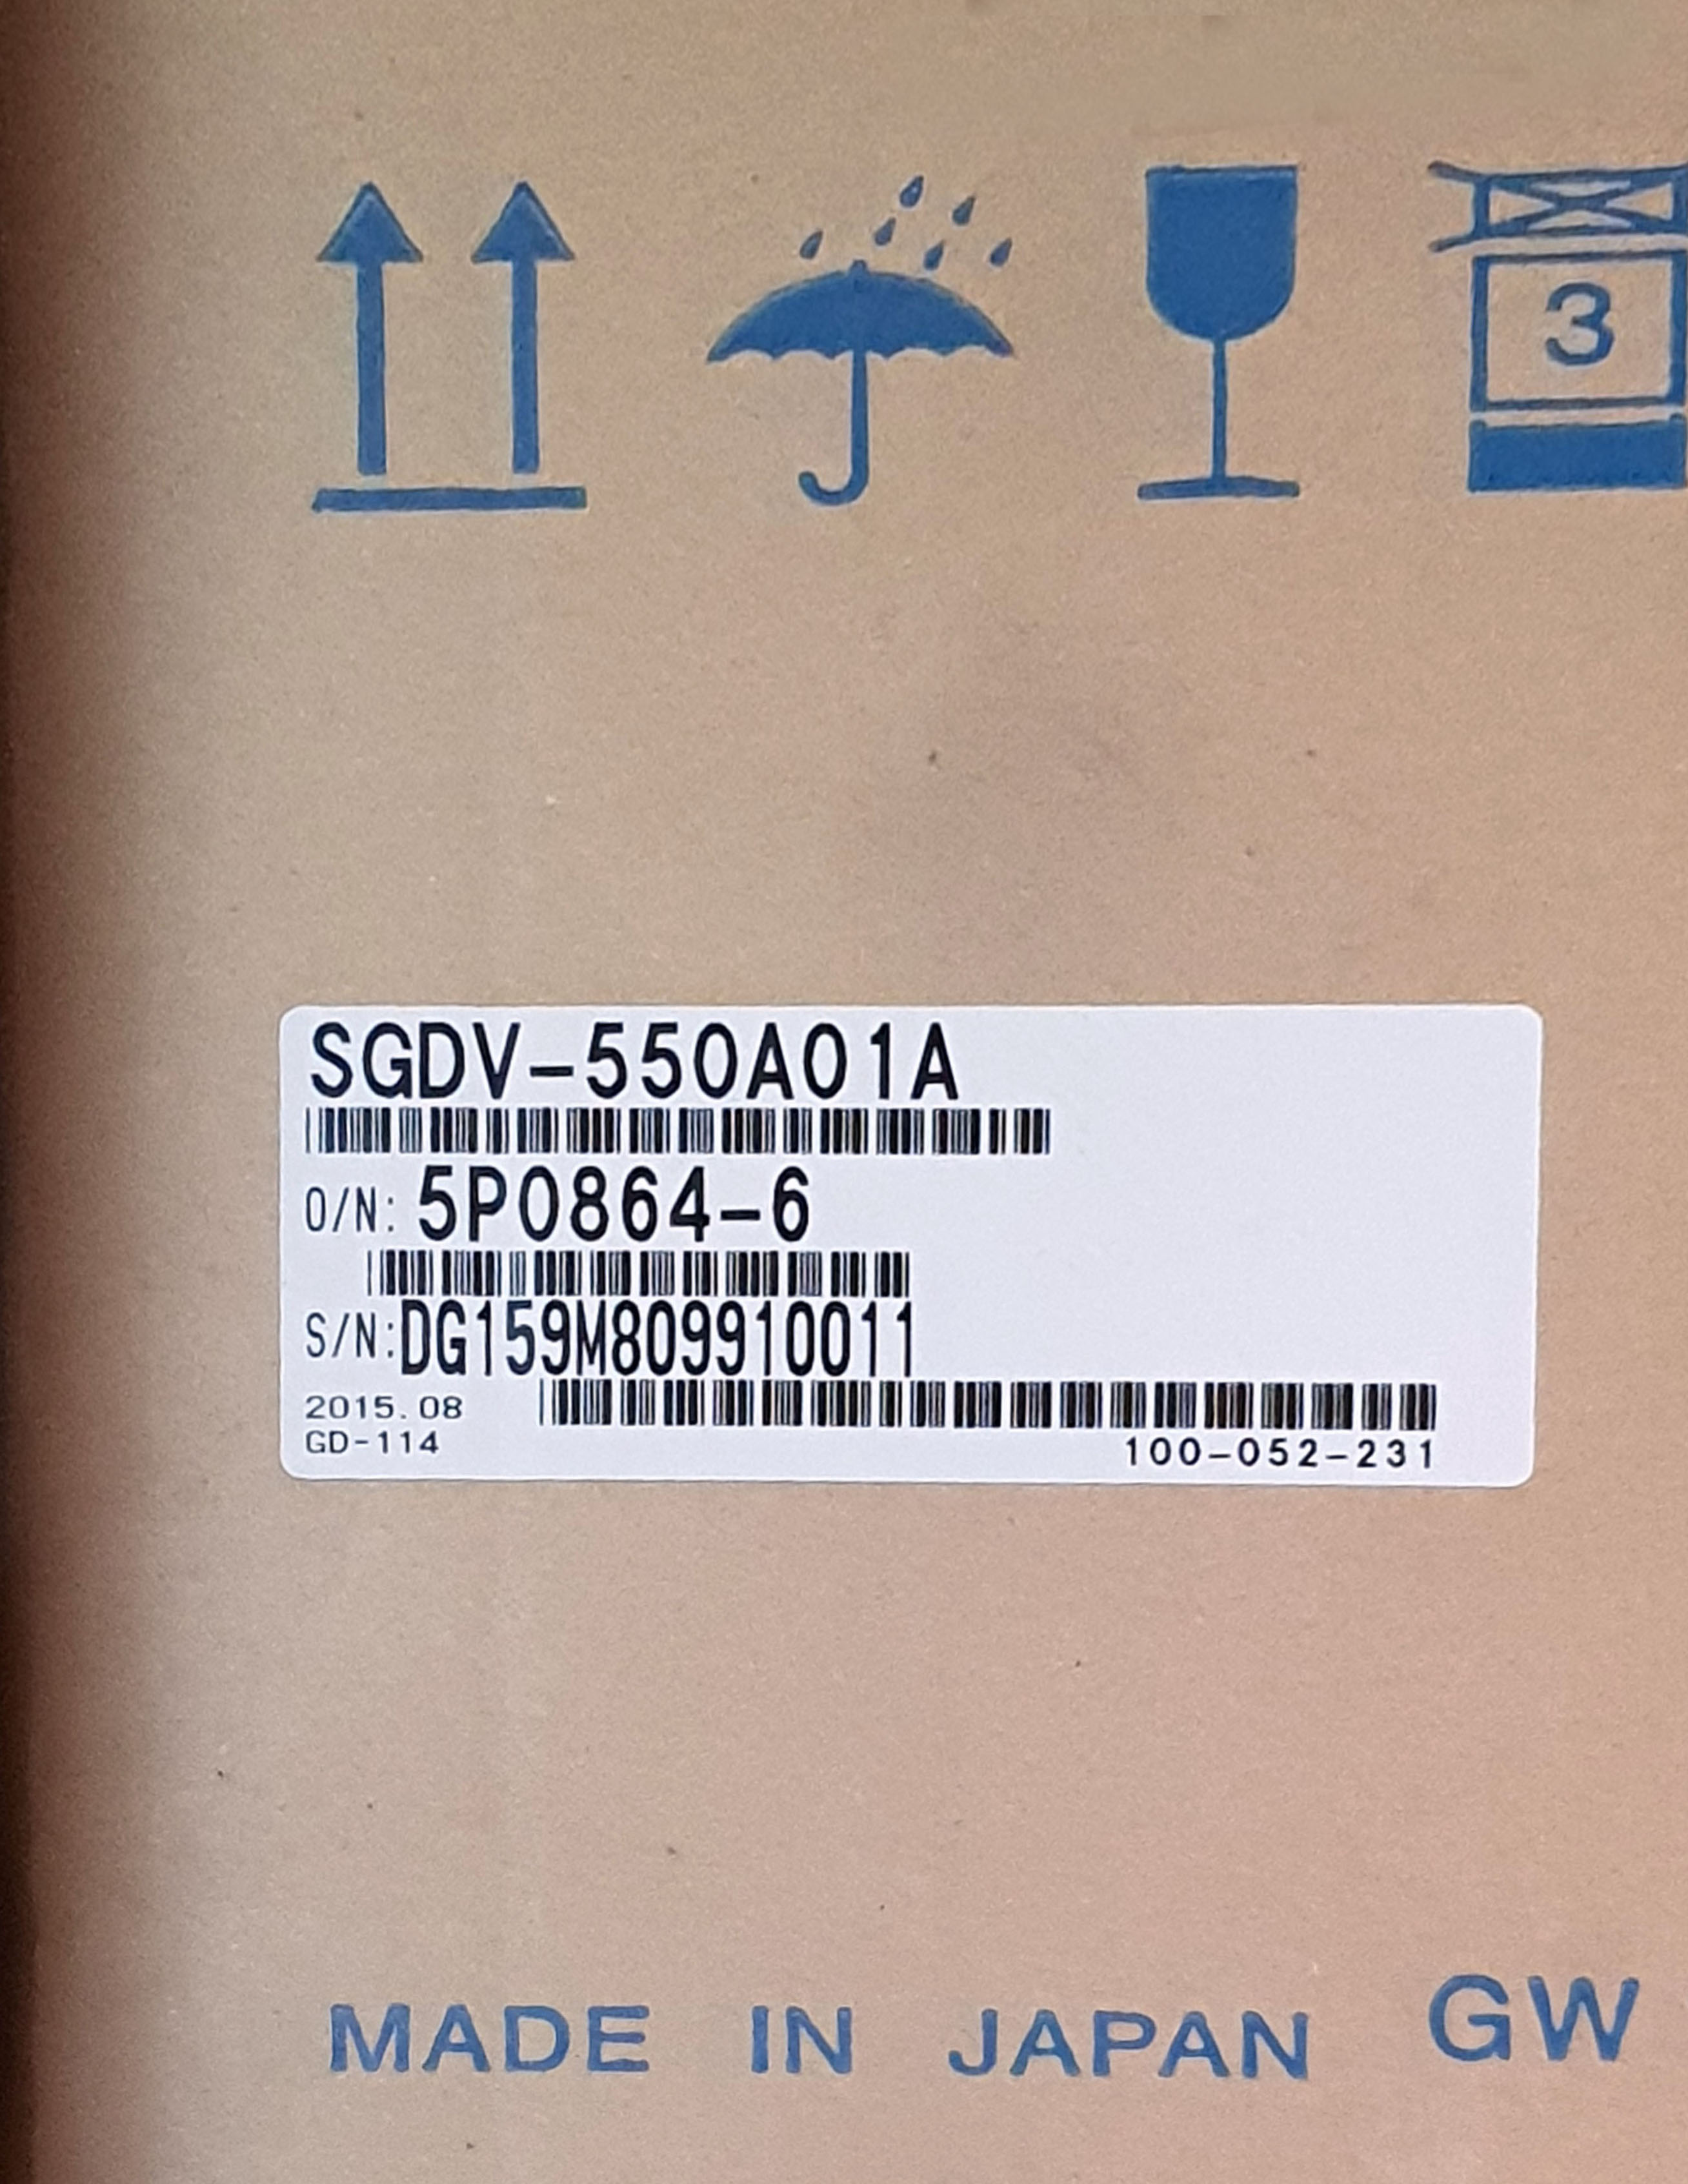 3
SGDV-550A01A
O/N: 5P0864-6
S/N:DG159M809910011
2015.08
GD-114
100-052-231
MADE IN JAPAN GW